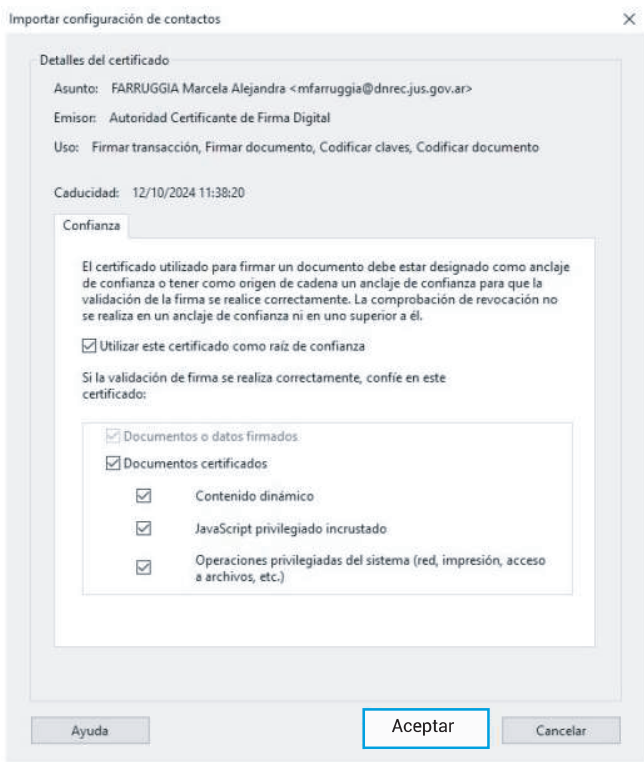 Importar configuración de contactos
Detalles del certificado
Asunto: FARRUGGIA Marcela Alejandra <mfarruggia@dnrec.jus.gov.ar>
Emisor: Autoridad Certificante de Firma Digital
Uso: Firmar transacción, Firmar documento, Codificar claves, Codificar documento
Caducidad: 12/10/2024 11:38:20
Confianza
El certificado utilizado para firmar un documento debe estar designado como anclaje
de confianza o tener como origen de cadena un anclaje de confianza para que la
validación de la firma se realice correctamente. La comprobación de revocación no
se realiza en un anclaje de confianza ni en uno superior a él.
Utilizar este certificado como raíz de confianza
Si la validación de firma se realiza correctamente, confíe en este
certificado:
Documentos o datos firmados
Documentos certificados
Contenido dinámico
JavaScript privilegiado incrustado
Operaciones privilegiadas del sistema (red, impresión, acceso
a archivos, etc.)
Ayuda
Aceptar
Cancelar